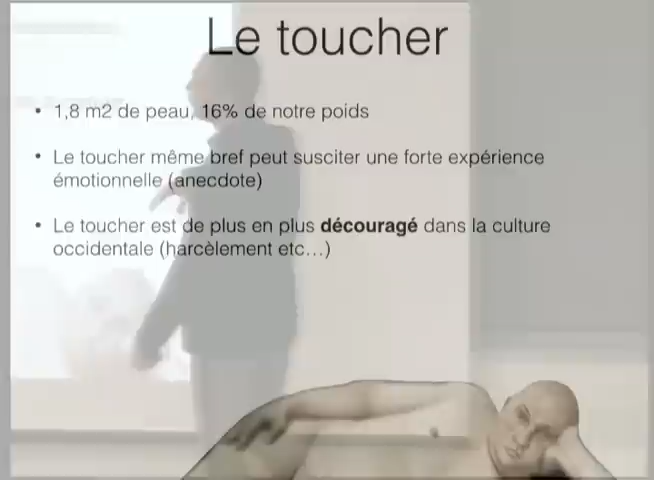 Le toucher
• 1,8 m2 de peau, 16% de notre poids
• Le toucher même bref peut susciter une forte expérience
émotionnelle (anecdote)
• Le toucher est de plus en plus découragé dans la culture
occidentale (harcèlement etc…)